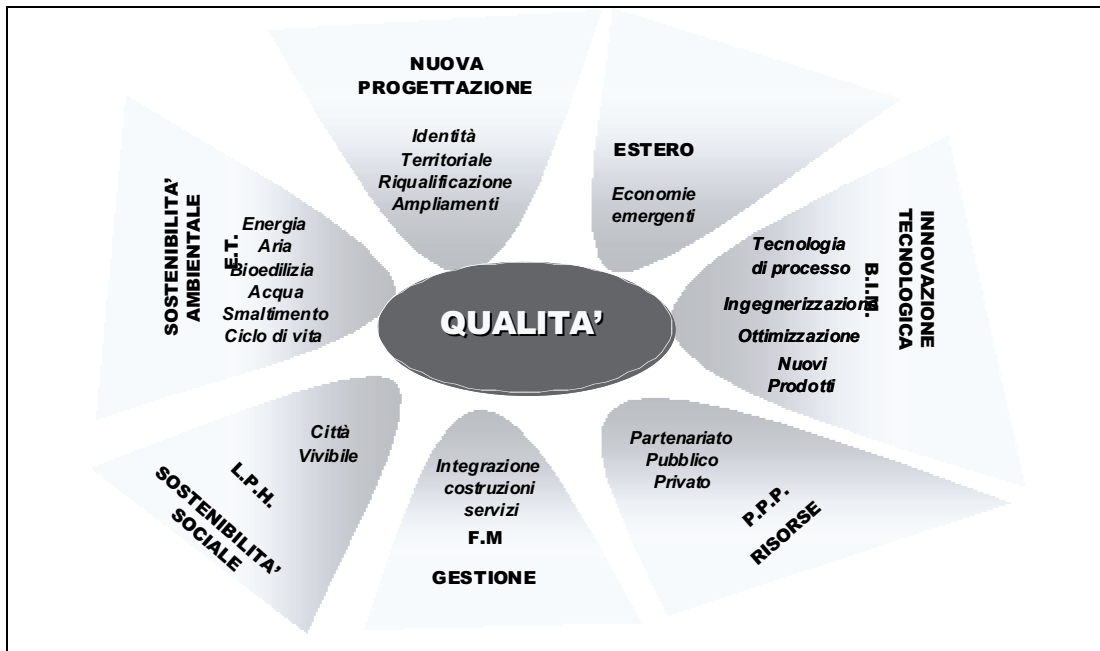 NUOVA
PROGETTAZIONE
Identità
Territoriale
Riqualificazione
Ampliamenti
ESTERO
Economie
emergenti
INNOVAZIONE
TECNOLOGICA
B.I.M.
Tecnologia
di processo
Ingegnerizzazione
Ottimizzazione
Nuovi
Prodotti
Partenariato
Pubblico
Privato
P.P.P.
RISORSE
Integrazione
costruzioni
servizi
F.M
GESTIONE
Città
Vivibile
L.P.H.
SOSTENIBILITA’
SOCIALE
SOSTENIBILITA’
AMBIENTALE
E.T.
Energia
Aria
Bioedilizia
Acqua
Smaltimento
Ciclo di vita
QUALITA’